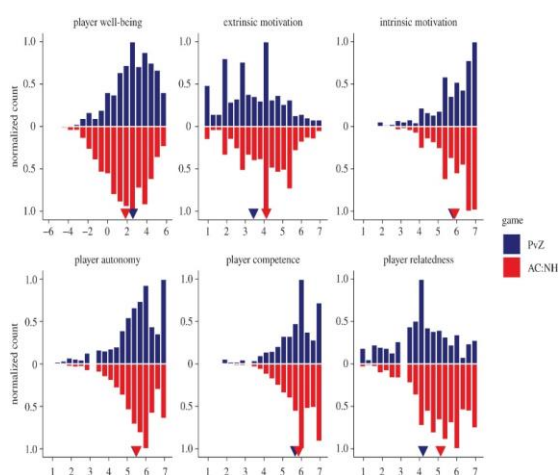 player well-being
extrinsic motivation
intrinsic motivation
1.0
0.5
0
0.5
1.0
normalized count
−6 −4 −2 0 2 4 6
1 2 3 4 5 6 7
1 2 3 4 5 6 7
game
PvZ
AC:NH
player autonomy
player competence
player relatedness
1.0
0.5
0
0.5
1.0
normalized count
1 2 3 4 5 6 7
1 2 3 4 5 6 7
1 2 3 4 5 6 7